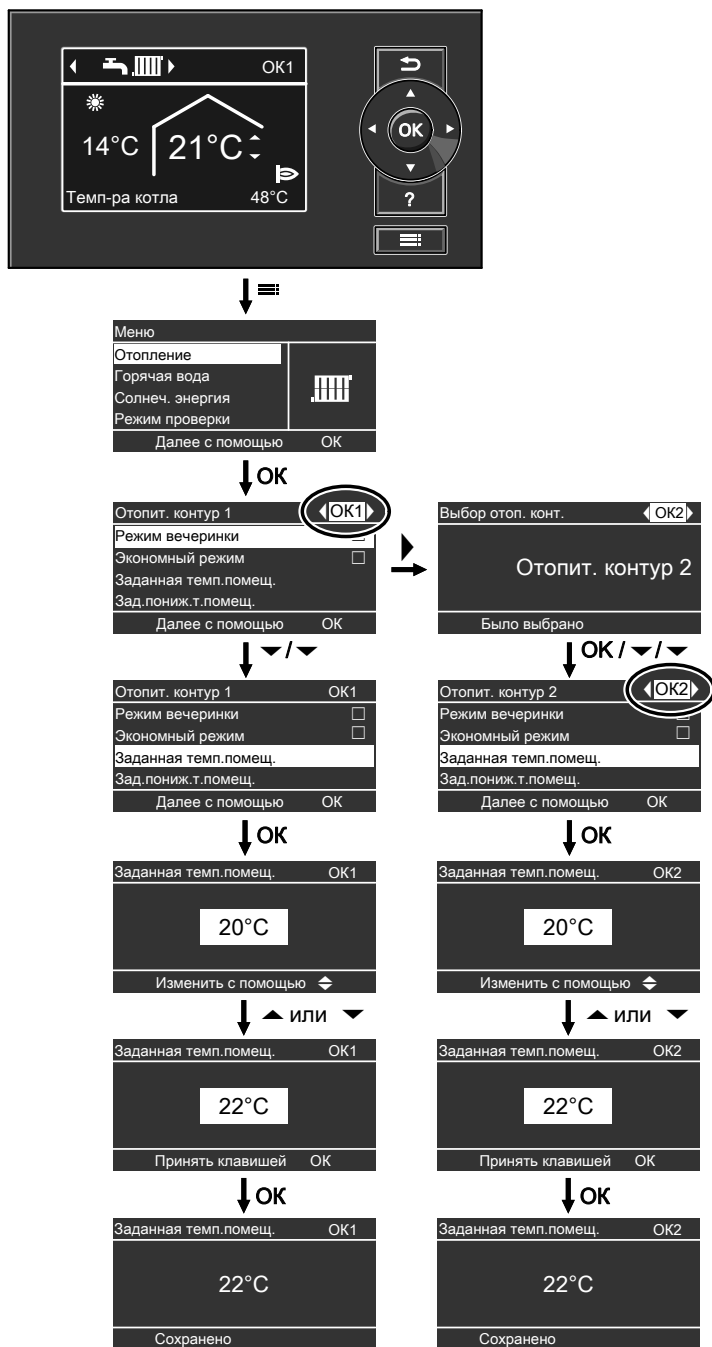 ОК1
14°C 21°C
Темп-ра котла 48°C
OK
?
Меню
Отопление
Горячая вода
Солнеч. энергия
Режим проверки
Далее с помощью ОК
ОК
Отопит. контур 1 ОК1
Режим вечеринки
Экономный режим
Заданная темп.помещ.
Зад.пониж.т.помещ.
Далее с помощью ОК
Выбор отоп. конт. ОК2
Отопит. контур 2
Было выбрано
/
ОК / /
Отопит. контур 1 ОК1
Режим вечеринки
Экономный режим
Заданная темп.помещ.
Зад.пониж.т.помещ.
Далее с помощью ОК
Отопит. контур 2 ОК2
Режим вечеринки
Экономный режим
Заданная темп.помещ.
Зад.пониж.т.помещ.
Далее с помощью ОК
ОК
ОК
Заданная темп.помещ. ОК1
20°C
Изменить с помощью
Заданная темп.помещ. ОК2
20°C
Изменить с помощью
или
или
Заданная темп.помещ. ОК1
22°C
Принять клавишей ОК
Заданная темп.помещ. ОК2
22°C
Принять клавишей ОК
ОК
ОК
Заданная темп.помещ. ОК1
22°C
Сохранено
Заданная темп.помещ. ОК2
22°C
Сохранено